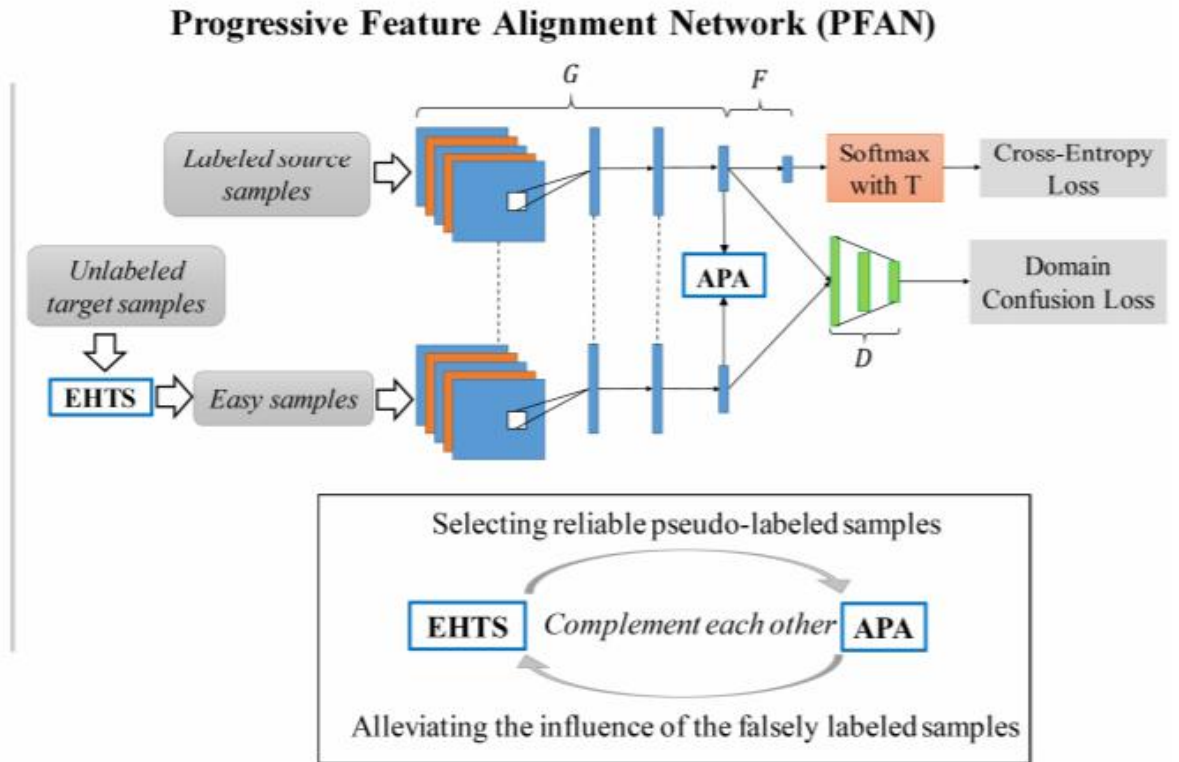 Progressive Feature Alignment Network (PFAN)
G
F
Labeled source
samples
Softmax
with T
Cross-Entropy
Loss
Unlabeled
target samples
APA
Domain
Confusion Loss
D
EHTS
Easy samples
Selecting reliable pseudo-labeled samples
EHTS
Complement each other
APA
Alleviating the influence of the falsely labeled samples